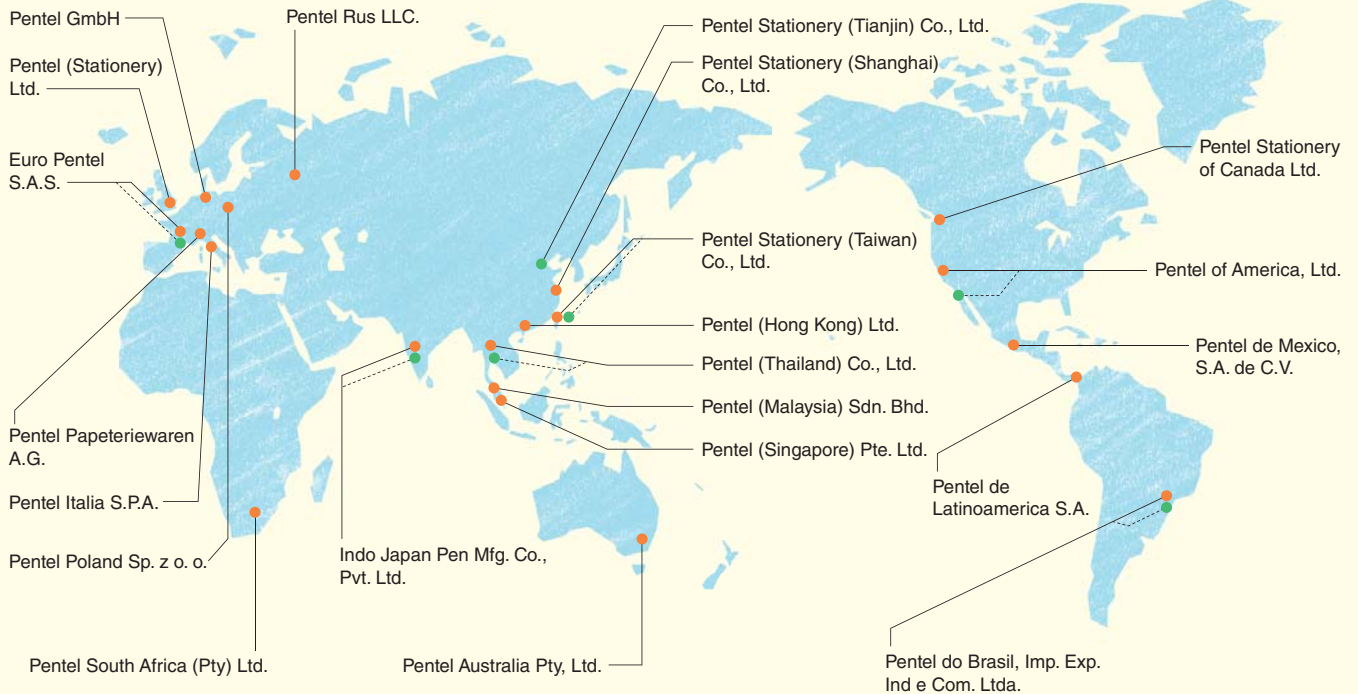 Pentel GmbH
Pentel (Stationery)
Ltd.
Euro Pentel
S.A.S.
Pentel Papeteriewaren
A.G.
Pentel Italia S.P.A.
Pentel Poland Sp. z o. o.
Pentel South Africa (Pty) Ltd.
Pentel Rus LLC.
Indo Japan Pen Mfg. Co.,
Pvt. Ltd.
Pentel Australia Pty, Ltd.
Pentel Stationery (Tianjin) Co., Ltd.
Pentel Stationery (Shanghai)
Co., Ltd.
Pentel Stationery (Taiwan)
Co., Ltd.
Pentel (Hong Kong) Ltd.
Pentel (Thailand) Co., Ltd.
Pentel (Malaysia) Sdn. Bhd.
Pentel (Singapore) Pte. Ltd.
Pentel Stationery
of Canada Ltd.
Pentel of America, Ltd.
Pentel de Mexico,
S.A. de C.V.
Pentel de
Latinoamerica S.A.
Pentel do Brasil, Imp. Exp.
Ind e Com. Ltda.